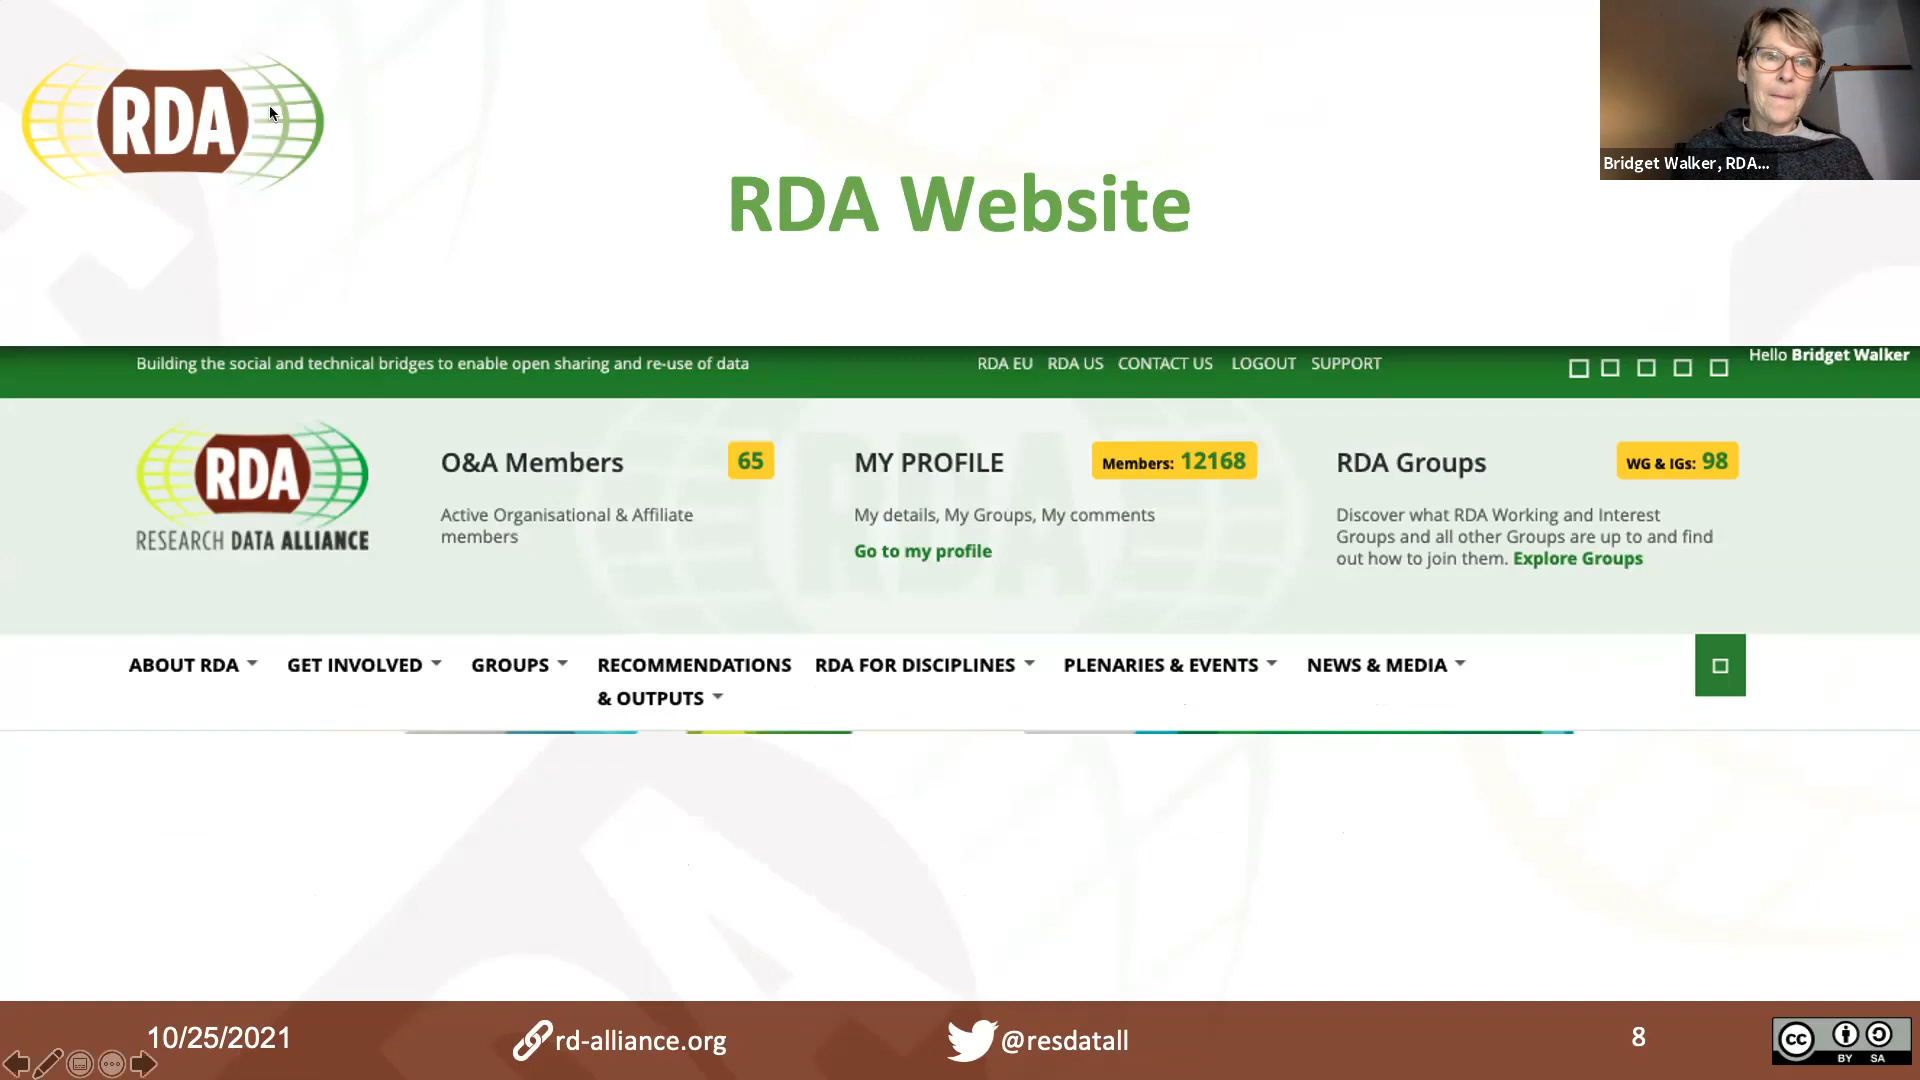 RDA
Bridget Walker, RDA...
RDA Website
Building the social and technical bridges to enable open sharing and re-use of data
RDA EU RDA US CONTACT US LOGOUT SUPPORT
Hello Bridget Walker
RDA
RESEARCH DATA ALLIANCE
O&A Members 65
Active Organisational & Affiliate
members
MY PROFILE Members: 12168
My details, My Groups, My comments
Go to my profile
RDA Groups WG & IGs: 98
Discover what RDA Working and Interest
Groups and all other Groups are up to and find
out how to join them. Explore Groups
ABOUT RDA GET INVOLVED GROUPS RECOMMENDATIONS RDA FOR DISCIPLINES PLENARIES & EVENTS NEWS & MEDIA
& OUTPUTS
10/25/2021
rd-alliance.org
@resdatall
8
cc
BY SA